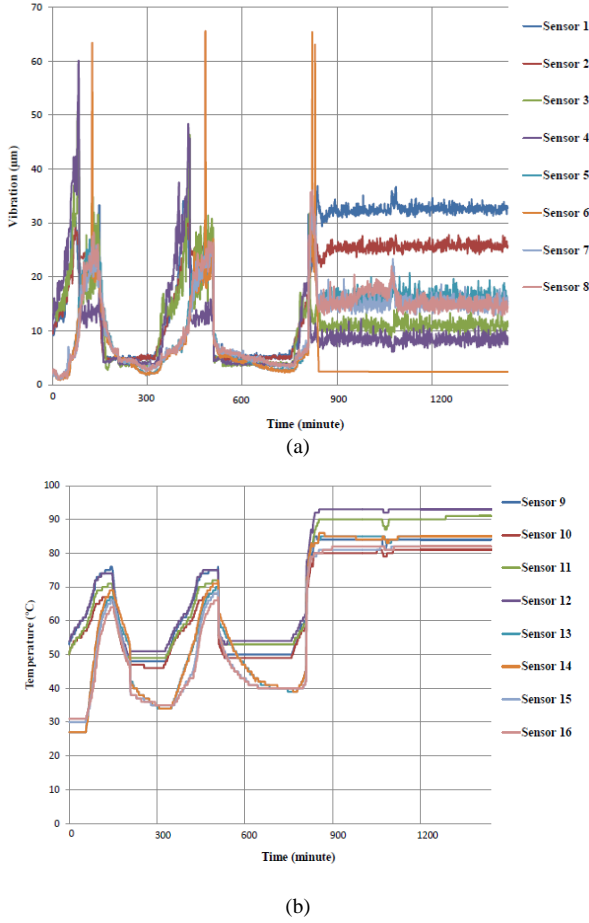 70
60
50
40
30
20
10
0
Vibration (µm)
0 300 600 900 1200
Time (minute)
Sensor 1
Sensor 2
Sensor 3
Sensor 4
Sensor 5
Sensor 6
Sensor 7
Sensor 8
(a)
100
90
80
70
60
50
40
30
20
10
0
Temperature (°C)
0 300 600 900 1200
Time (minute)
Sensor 9
Sensor 10
Sensor 11
Sensor 12
Sensor 13
Sensor 14
Sensor 15
Sensor 16
(b)